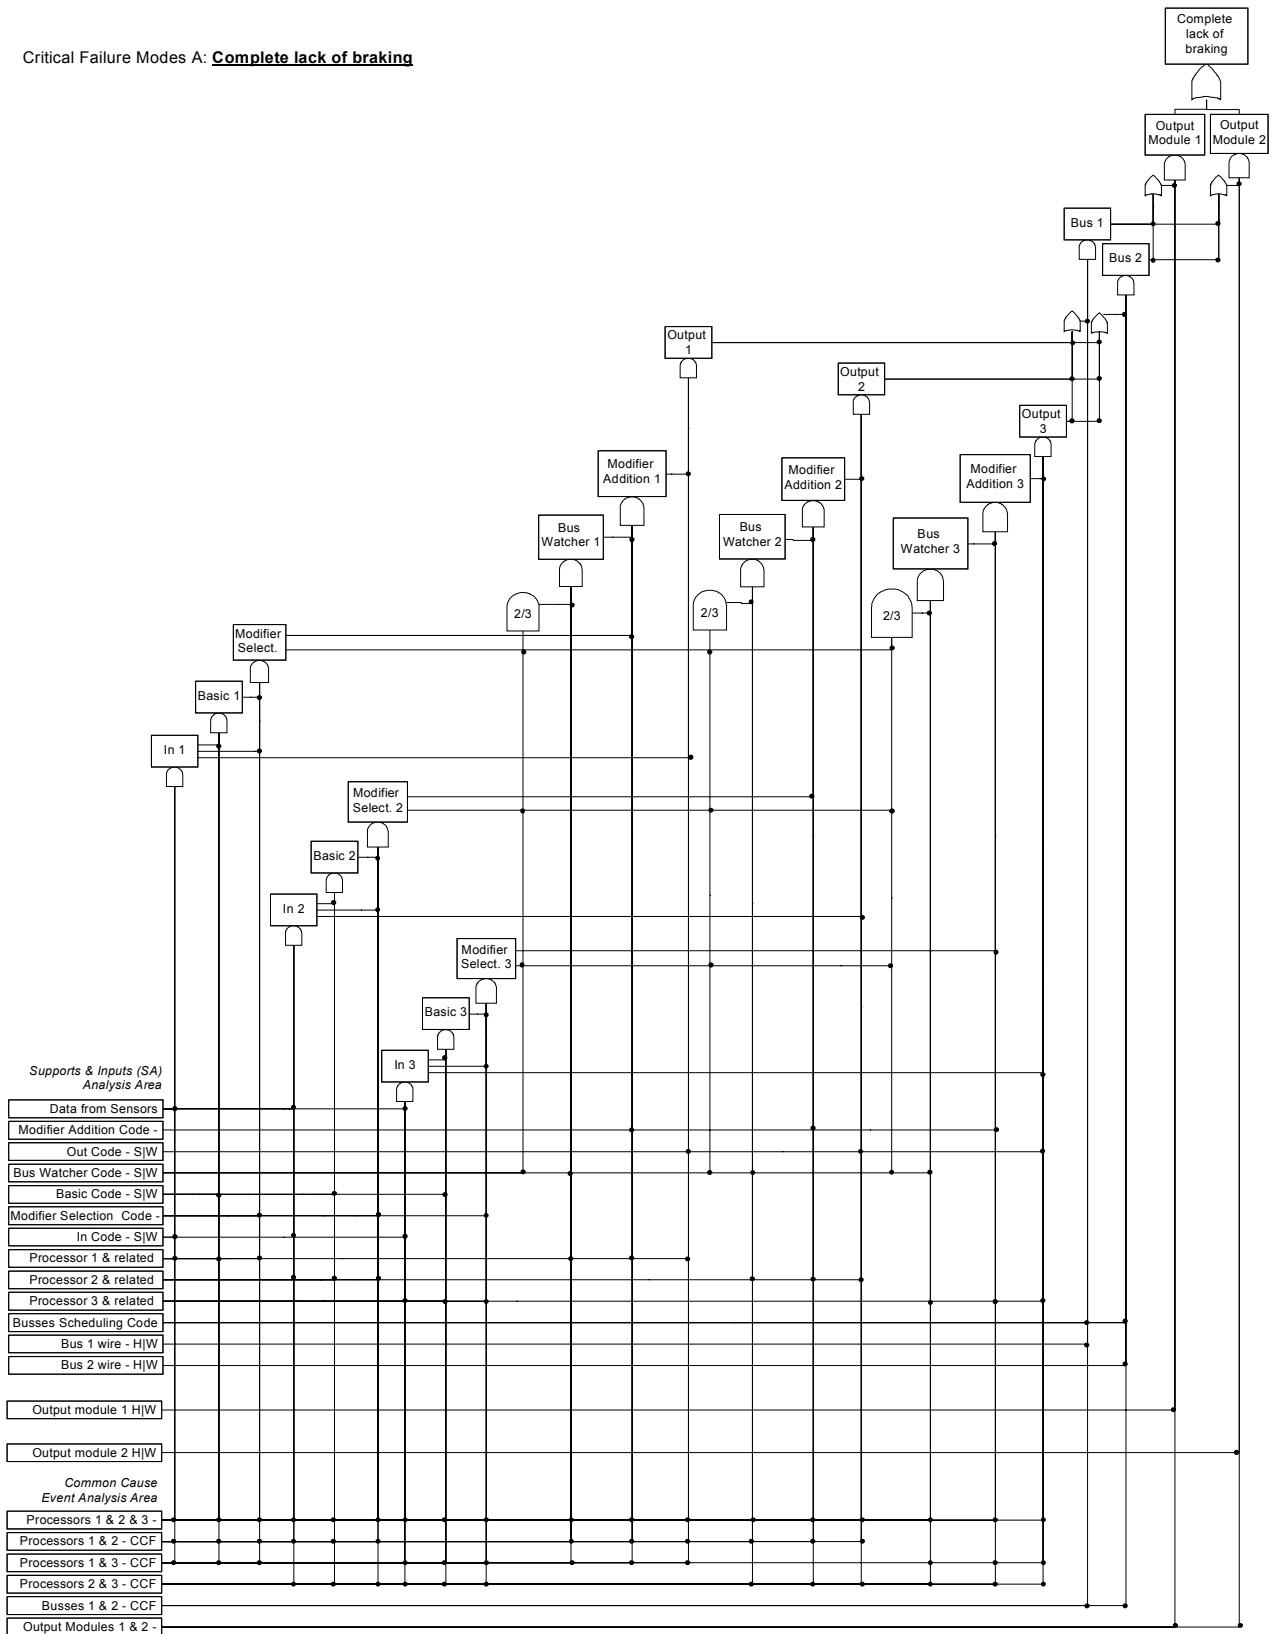 Complete
lack of
braking
Critical Failure Modes A: Complete lack of braking
Output
Module 1
Output
Module 2
Bus 1
Bus 2
Output
1
Output
2
Output
3
Modifier
Addition 1
Modifier
Addition 2
Modifier
Addition 3
Bus
Watcher 1
Bus
Watcher 2
Bus
Watcher 3
2/3
2/3
2/3
Modifier
Select.
Basic 1
In 1
Modifier
Select. 2
Basic 2
In 2
Modifier
Select. 3
Basic 3
In 3
Supports & Inputs (SA)
Analysis Area
Data from Sensors
Modifier Addition Code -
Out Code - S|W
Bus Watcher Code - S|W
Basic Code - S|W
Modifier Selection Code -
In Code - S|W
Processor 1 & related
Processor 2 & related
Processor 3 & related
Busses Scheduling Code
Bus 1 wire - H|W
Bus 2 wire - H|W
Output module 1 H|W
Output module 2 H|W
Common Cause
Event Analysis Area
Processors 1 & 2 & 3 -
Processors 1 & 2 - CCF
Processors 1 & 3 - CCF
Processors 2 & 3 - CCF
Busses 1 & 2 - CCF
Output Modules 1 & 2 -